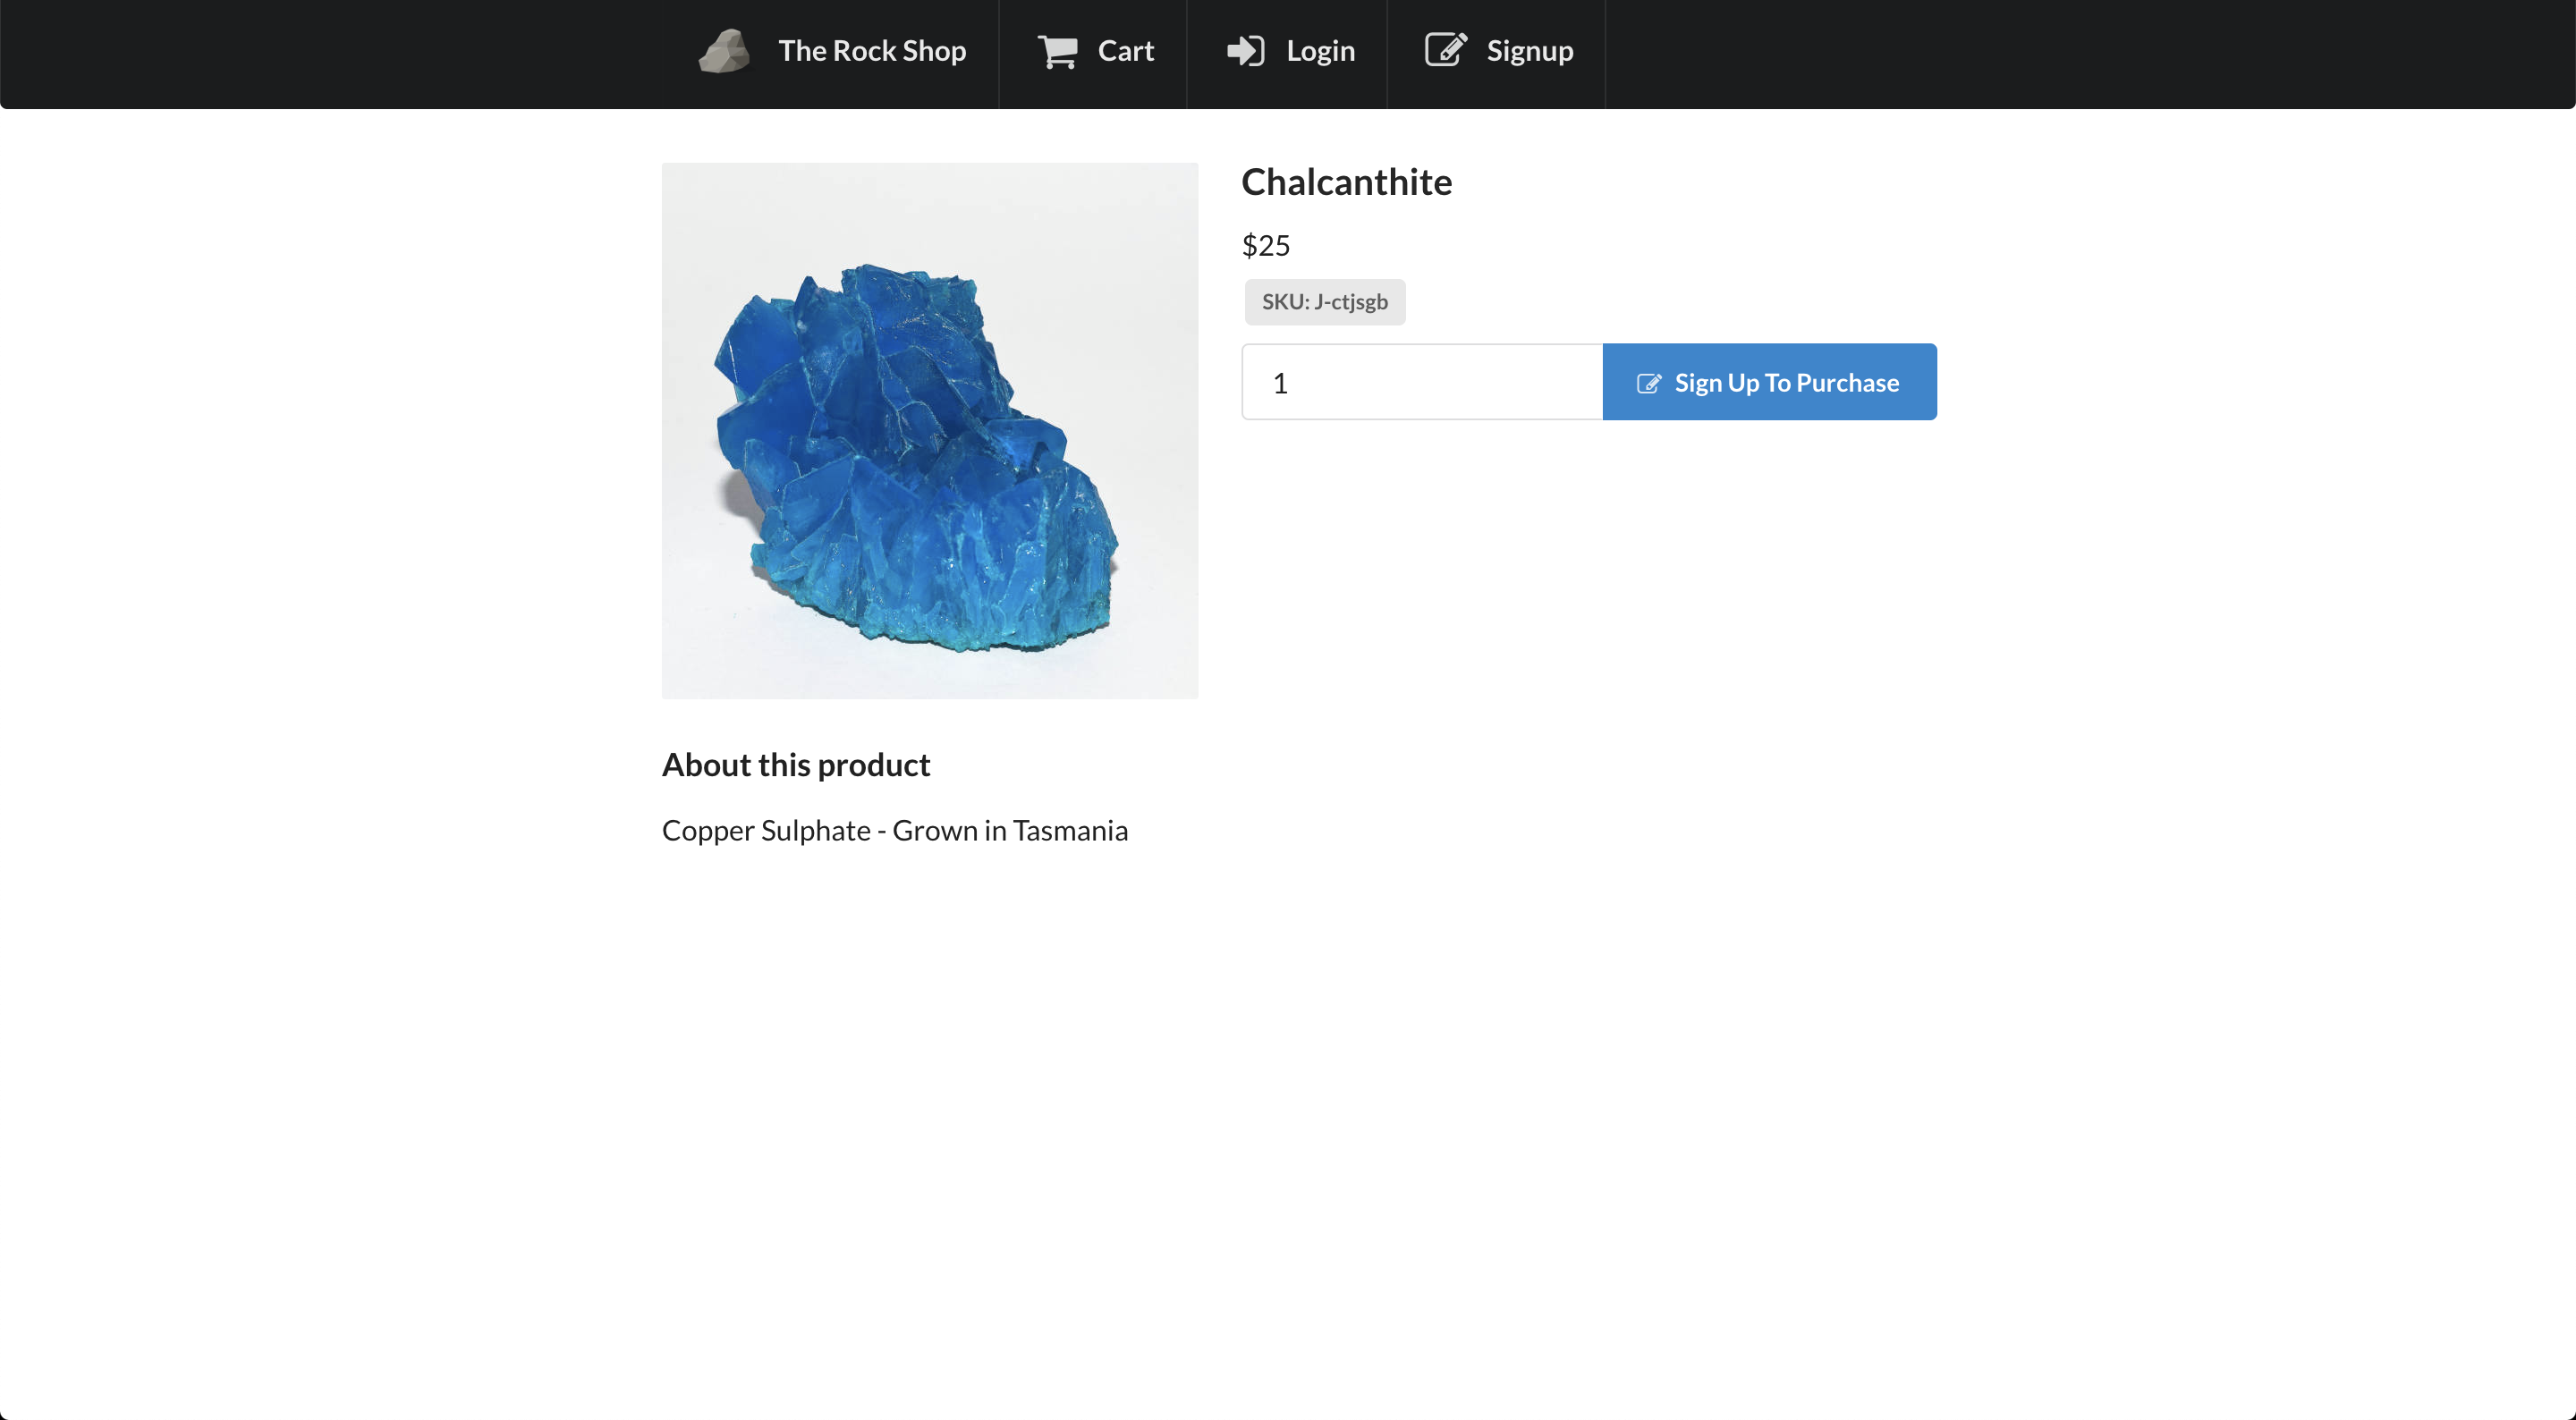 The Rock Shop
Cart
Login
Signup
Chalcanthite
$25
SKU: J-ctjsgb
1
Sign Up To Purchase
About this product
Copper Sulphate - Grown in Tasmania